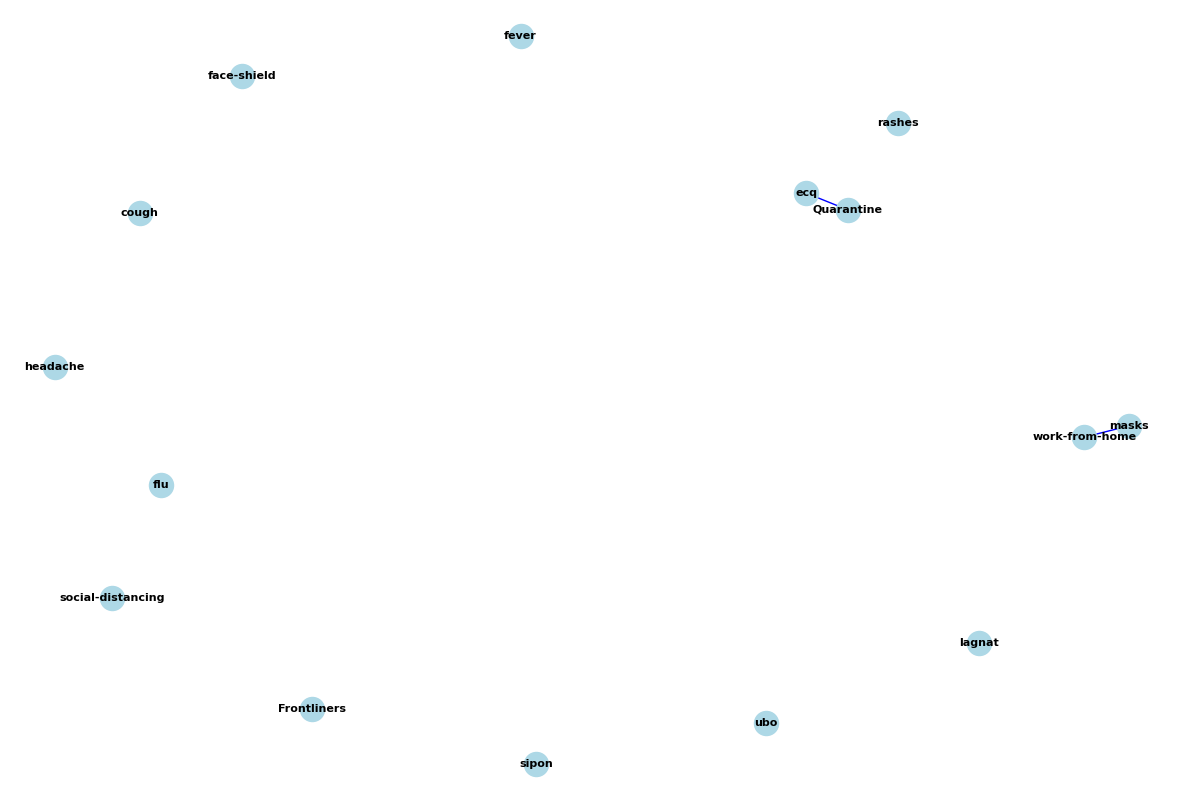 fever
face-shield
rashes
ecq
Quarantine
cough
headache
masks
work-from-home
flu
social-distancing
lagnat
Frontliners
ubo
sipon